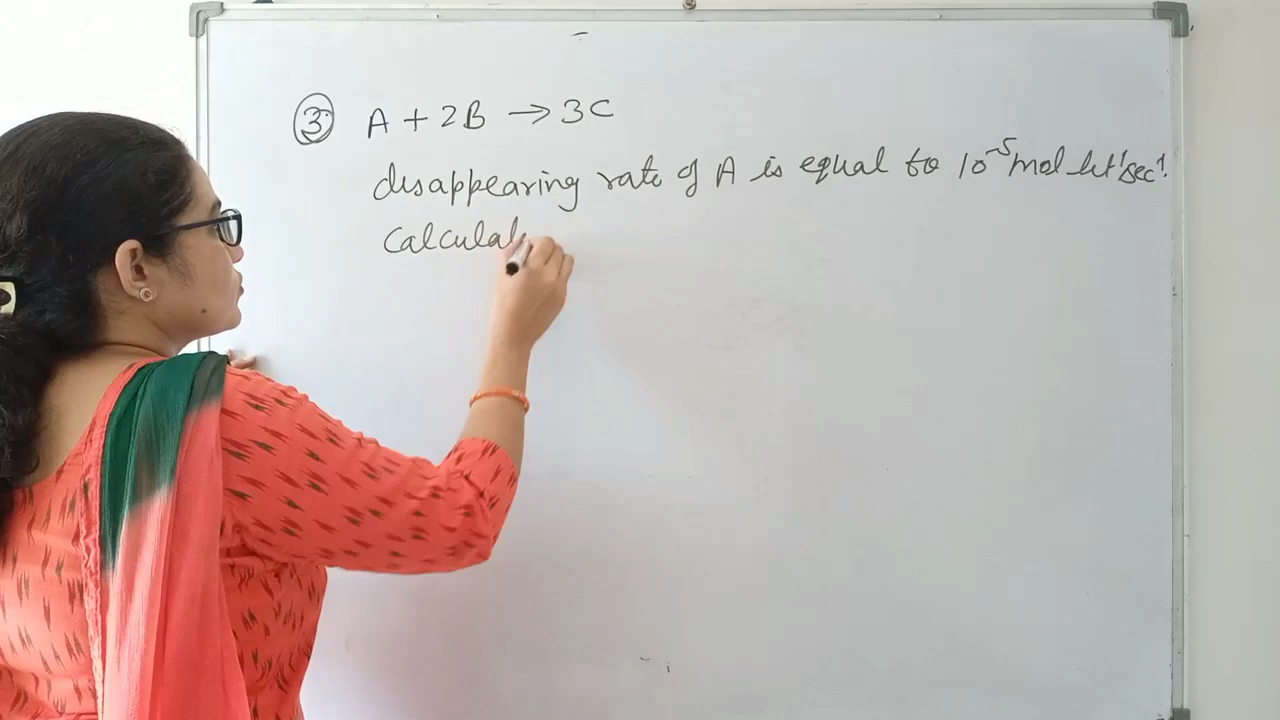 ③ A + 2B → 3C
disappearing rate of A is equal to 10⁻⁵ mol lit⁻¹ sec⁻¹.
Calculat